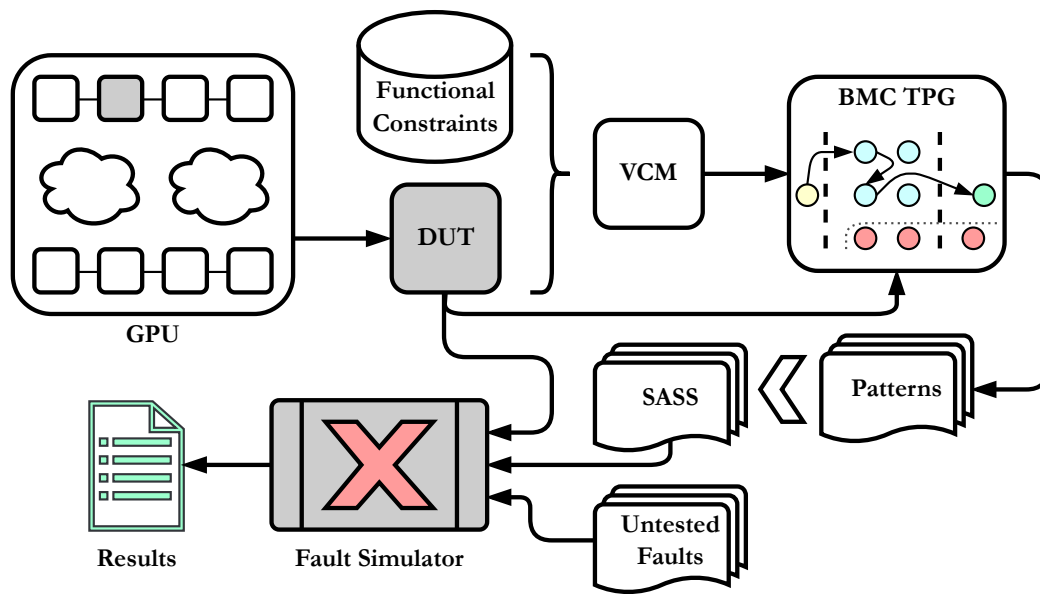 Functional
Constraints
BMC TPG
VCM
DUT
GPU
SASS
Patterns
Untested
Faults
Results
Fault Simulator